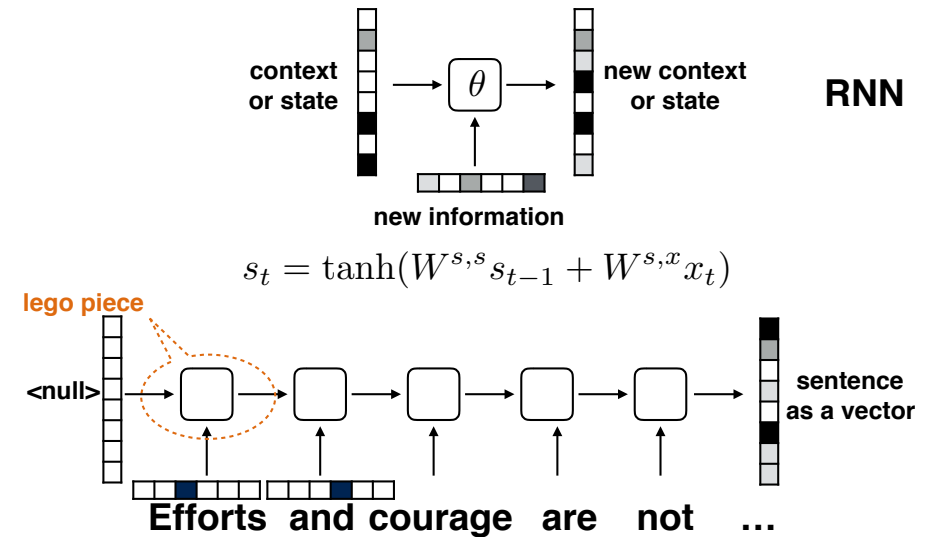 context
or state
θ
new context
or state
RNN
new information
s_t = tanh(W^{s,s} s_{t−1} + W^{s,x} x_t)
lego piece
<null>
sentence
as a vector
Efforts and courage are not …